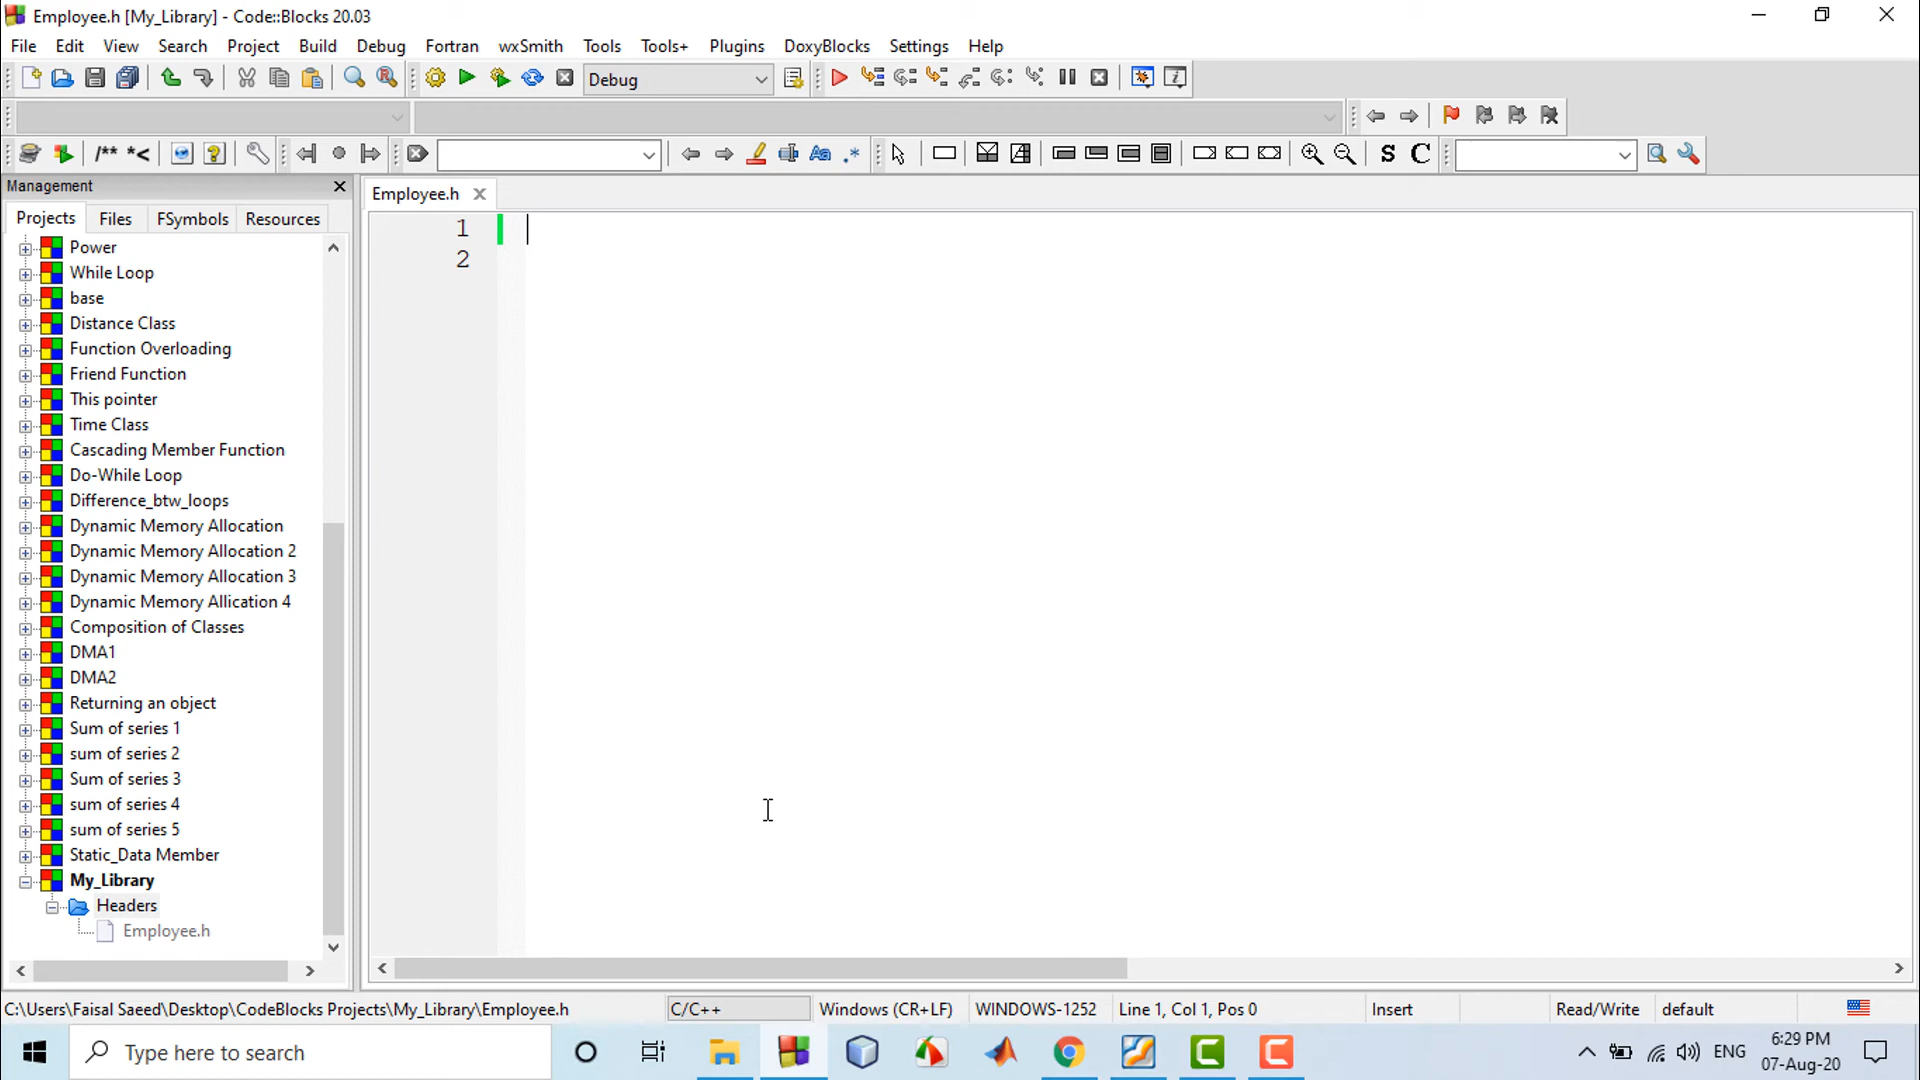 Employee.h [My_Library] - Code::Blocks 20.03
File Edit View Search Project Build Debug Fortran wxSmith Tools Tools+ Plugins DoxyBlocks Settings Help
Debug
/** *< Aa .* S C
Management
Projects Files FSymbols Resources
Employee.h
Power
While Loop
base
Distance Class
Function Overloading
Friend Function
This pointer
Time Class
Cascading Member Function
Do-While Loop
Difference_btw_loops
Dynamic Memory Allocation
Dynamic Memory Allocation 2
Dynamic Memory Allocation 3
Dynamic Memory Allication 4
Composition of Classes
DMA1
DMA2
Returning an object
Sum of series 1
sum of series 2
Sum of series 3
sum of series 4
sum of series 5
Static_Data Member
My_Library
Headers
Employee.h
1
2
C:\Users\Faisal Saeed\Desktop\CodeBlocks Projects\My_Library\Employee.h C/C++ Windows (CR+LF) WINDOWS-1252 Line 1, Col 1, Pos 0 Insert Read/Write default
Type here to search
ENG
6:29 PM
07-Aug-20